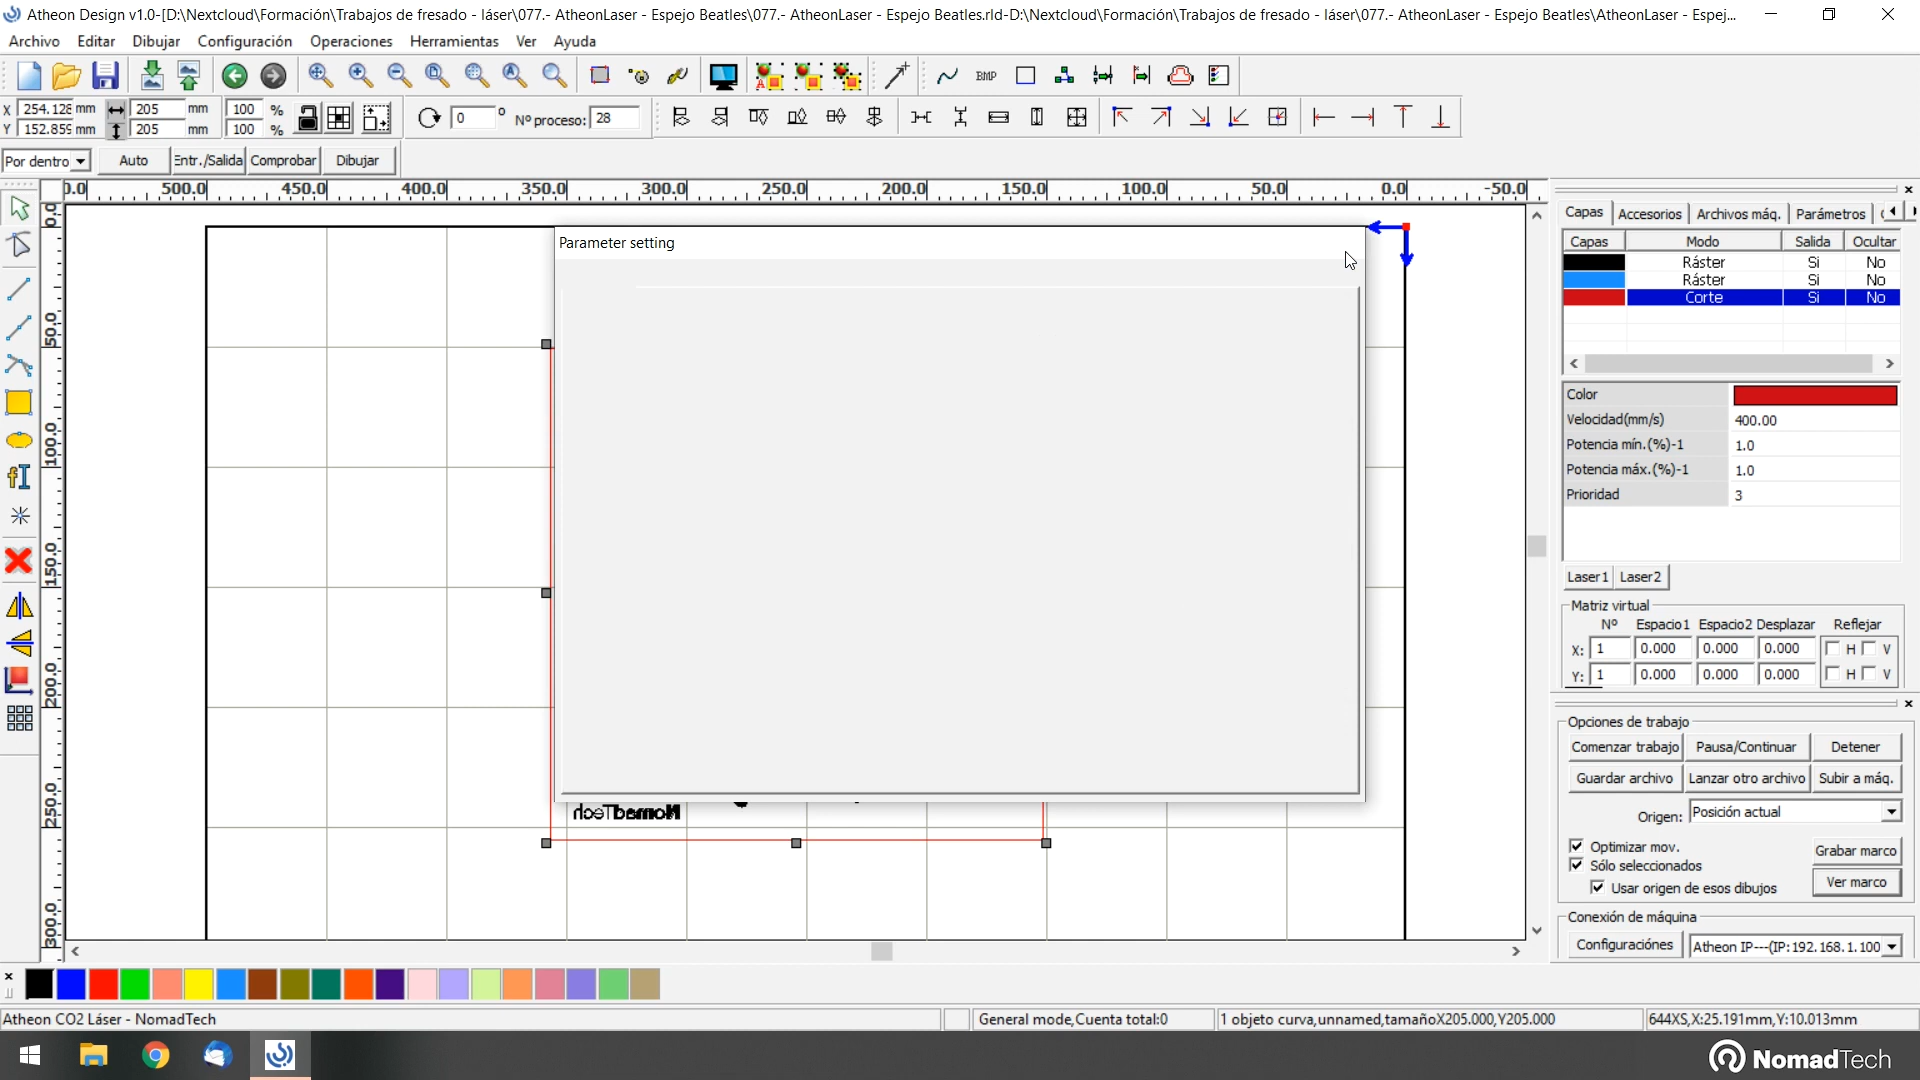 Atheon Design v1.0-[D:\Nextcloud\Formación\Trabajos de fresado - láser\077.- AtheonLaser - Espejo Beatles\077.- AtheonLaser - Espejo Beatles.rld-D:\Nextcloud\Formación\Trabajos de fresado - láser\077.- AtheonLaser - Espejo Beatles\AtheonLaser - Espej...
Archivo Editar Dibujar Configuración Operaciones Herramientas Ver Ayuda
BMP
X 254.128 mm 205 mm 100 %
Y 152.859 mm 205 mm 100 %
0 º Nº proceso: 28
Por dentro Auto Entr./Salida Comprobar Dibujar
500.0 450.0 400.0 350.0 300.0 250.0 200.0 150.0 100.0 50.0 0.0 -50.0
0.0
50.0
100.0
150.0
200.0
250.0
300.0
Parameter setting
NomadTech
Capas Accesorios Archivos máq. Parámetros
Capas Modo Salida Ocultar
Ráster Si No
Ráster Si No
Corte Si No
Color
Velocidad(mm/s) 400.00
Potencia mín.(%)-1 1.0
Potencia máx.(%)-1 1.0
Prioridad 3
Laser1 Laser2
Matriz virtual
Nº Espacio1 Espacio2 Desplazar Reflejar
X: 1 0.000 0.000 0.000 H V
Y: 1 0.000 0.000 0.000 H V
Opciones de trabajo
Comenzar trabajo Pausa/Continuar Detener
Guardar archivo Lanzar otro archivo Subir a máq.
Origen: Posición actual
Optimizar mov. Grabar marco
Sólo seleccionados
Usar origen de esos dibujos Ver marco
Conexión de máquina
Configuraciónes Atheon IP---(IP:192.168.1.100
Atheon CO2 Láser - NomadTech
General mode,Cuenta total:0
1 objeto curva,unnamed,tamañoX205.000,Y205.000
644XS,X:25.191mm,Y:10.013mm
NomadTech